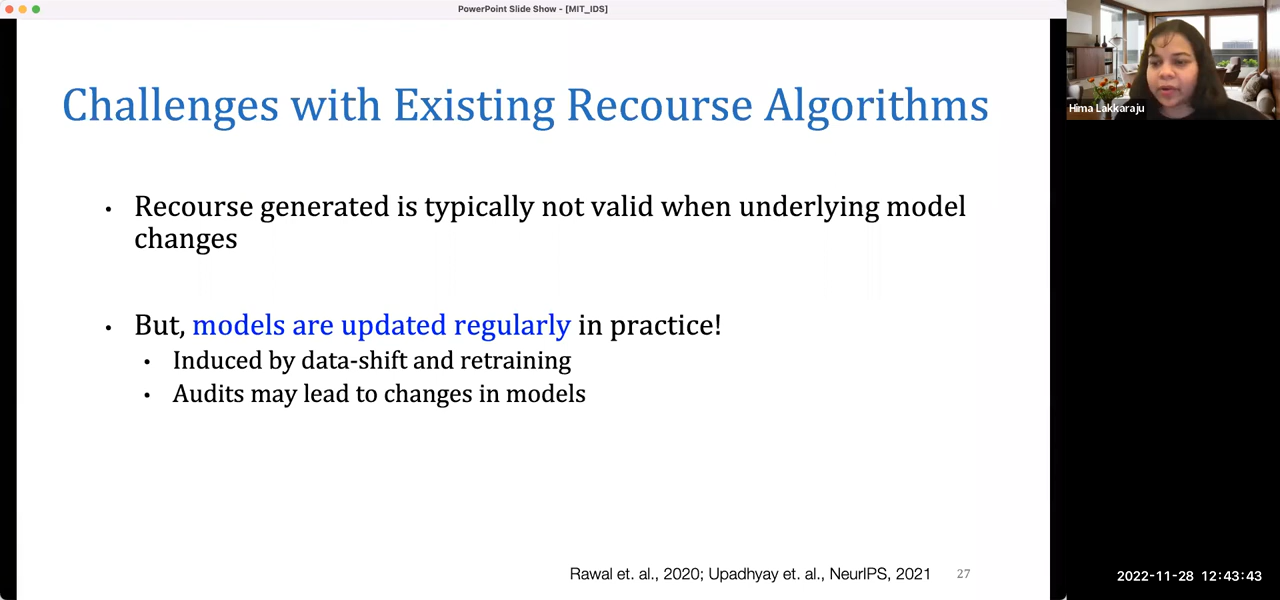 PowerPoint Slide Show - [MIT_IDS]
Challenges with Existing Recourse Algorithms
• Recourse generated is typically not valid when underlying model
changes
• But, models are updated regularly in practice!
• Induced by data-shift and retraining
• Audits may lead to changes in models
Rawal et. al., 2020; Upadhyay et. al., NeurIPS, 2021
27
Hima Lakkaraju
2022-11-28 12:43:43